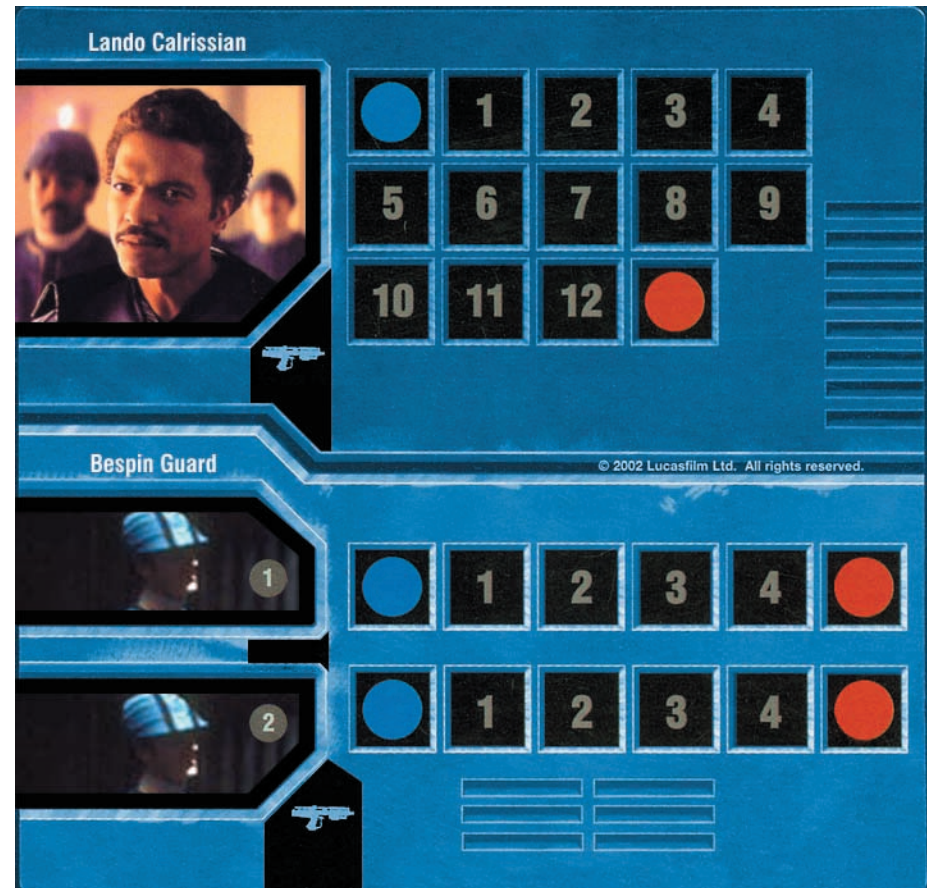 Lando Calrissian
1 2 3 4
5 6 7 8 9
10 11 12
Bespin Guard
© 2002 Lucasfilm Ltd. All rights reserved.
1
1 2 3 4
2
1 2 3 4